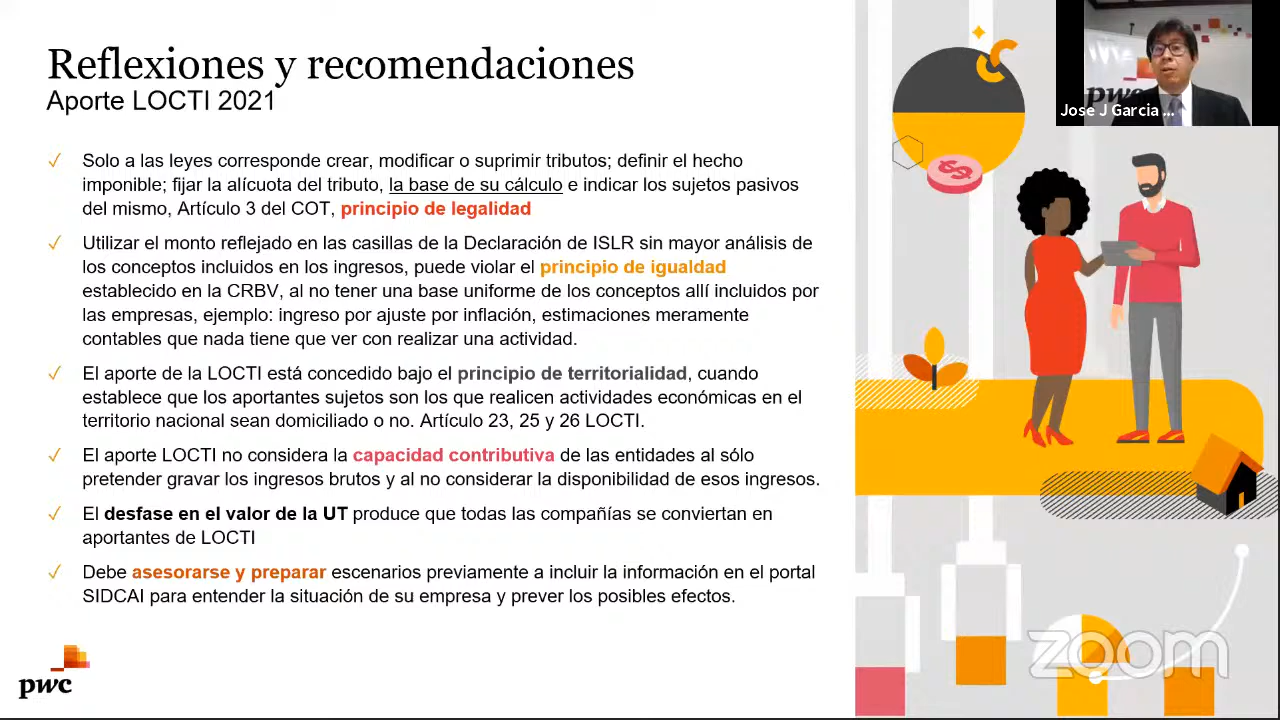 Reflexiones y recomendaciones
Aporte LOCTI 2021
✓ Solo a las leyes corresponde crear, modificar o suprimir tributos; definir el hecho
imponible; fijar la alícuota del tributo, la base de su cálculo e indicar los sujetos pasivos
del mismo, Artículo 3 del COT, principio de legalidad
✓ Utilizar el monto reflejado en las casillas de la Declaración de ISLR sin mayor análisis de
los conceptos incluidos en los ingresos, puede violar el principio de igualdad
establecido en la CRBV, al no tener una base uniforme de los conceptos allí incluidos por
las empresas, ejemplo: ingreso por ajuste por inflación, estimaciones meramente
contables que nada tiene que ver con realizar una actividad.
✓ El aporte de la LOCTI está concedido bajo el principio de territorialidad, cuando
establece que los aportantes sujetos son los que realicen actividades económicas en el
territorio nacional sean domiciliado o no. Artículo 23, 25 y 26 LOCTI.
✓ El aporte LOCTI no considera la capacidad contributiva de las entidades al sólo
pretender gravar los ingresos brutos y al no considerar la disponibilidad de esos ingresos.
✓ El desfase en el valor de la UT produce que todas las compañías se conviertan en
aportantes de LOCTI
✓ Debe asesorarse y preparar escenarios previamente a incluir la información en el portal
SIDCAI para entender la situación de su empresa y prever los posibles efectos.
pwc
$
pwc
Jose J Garcia ...
zoom